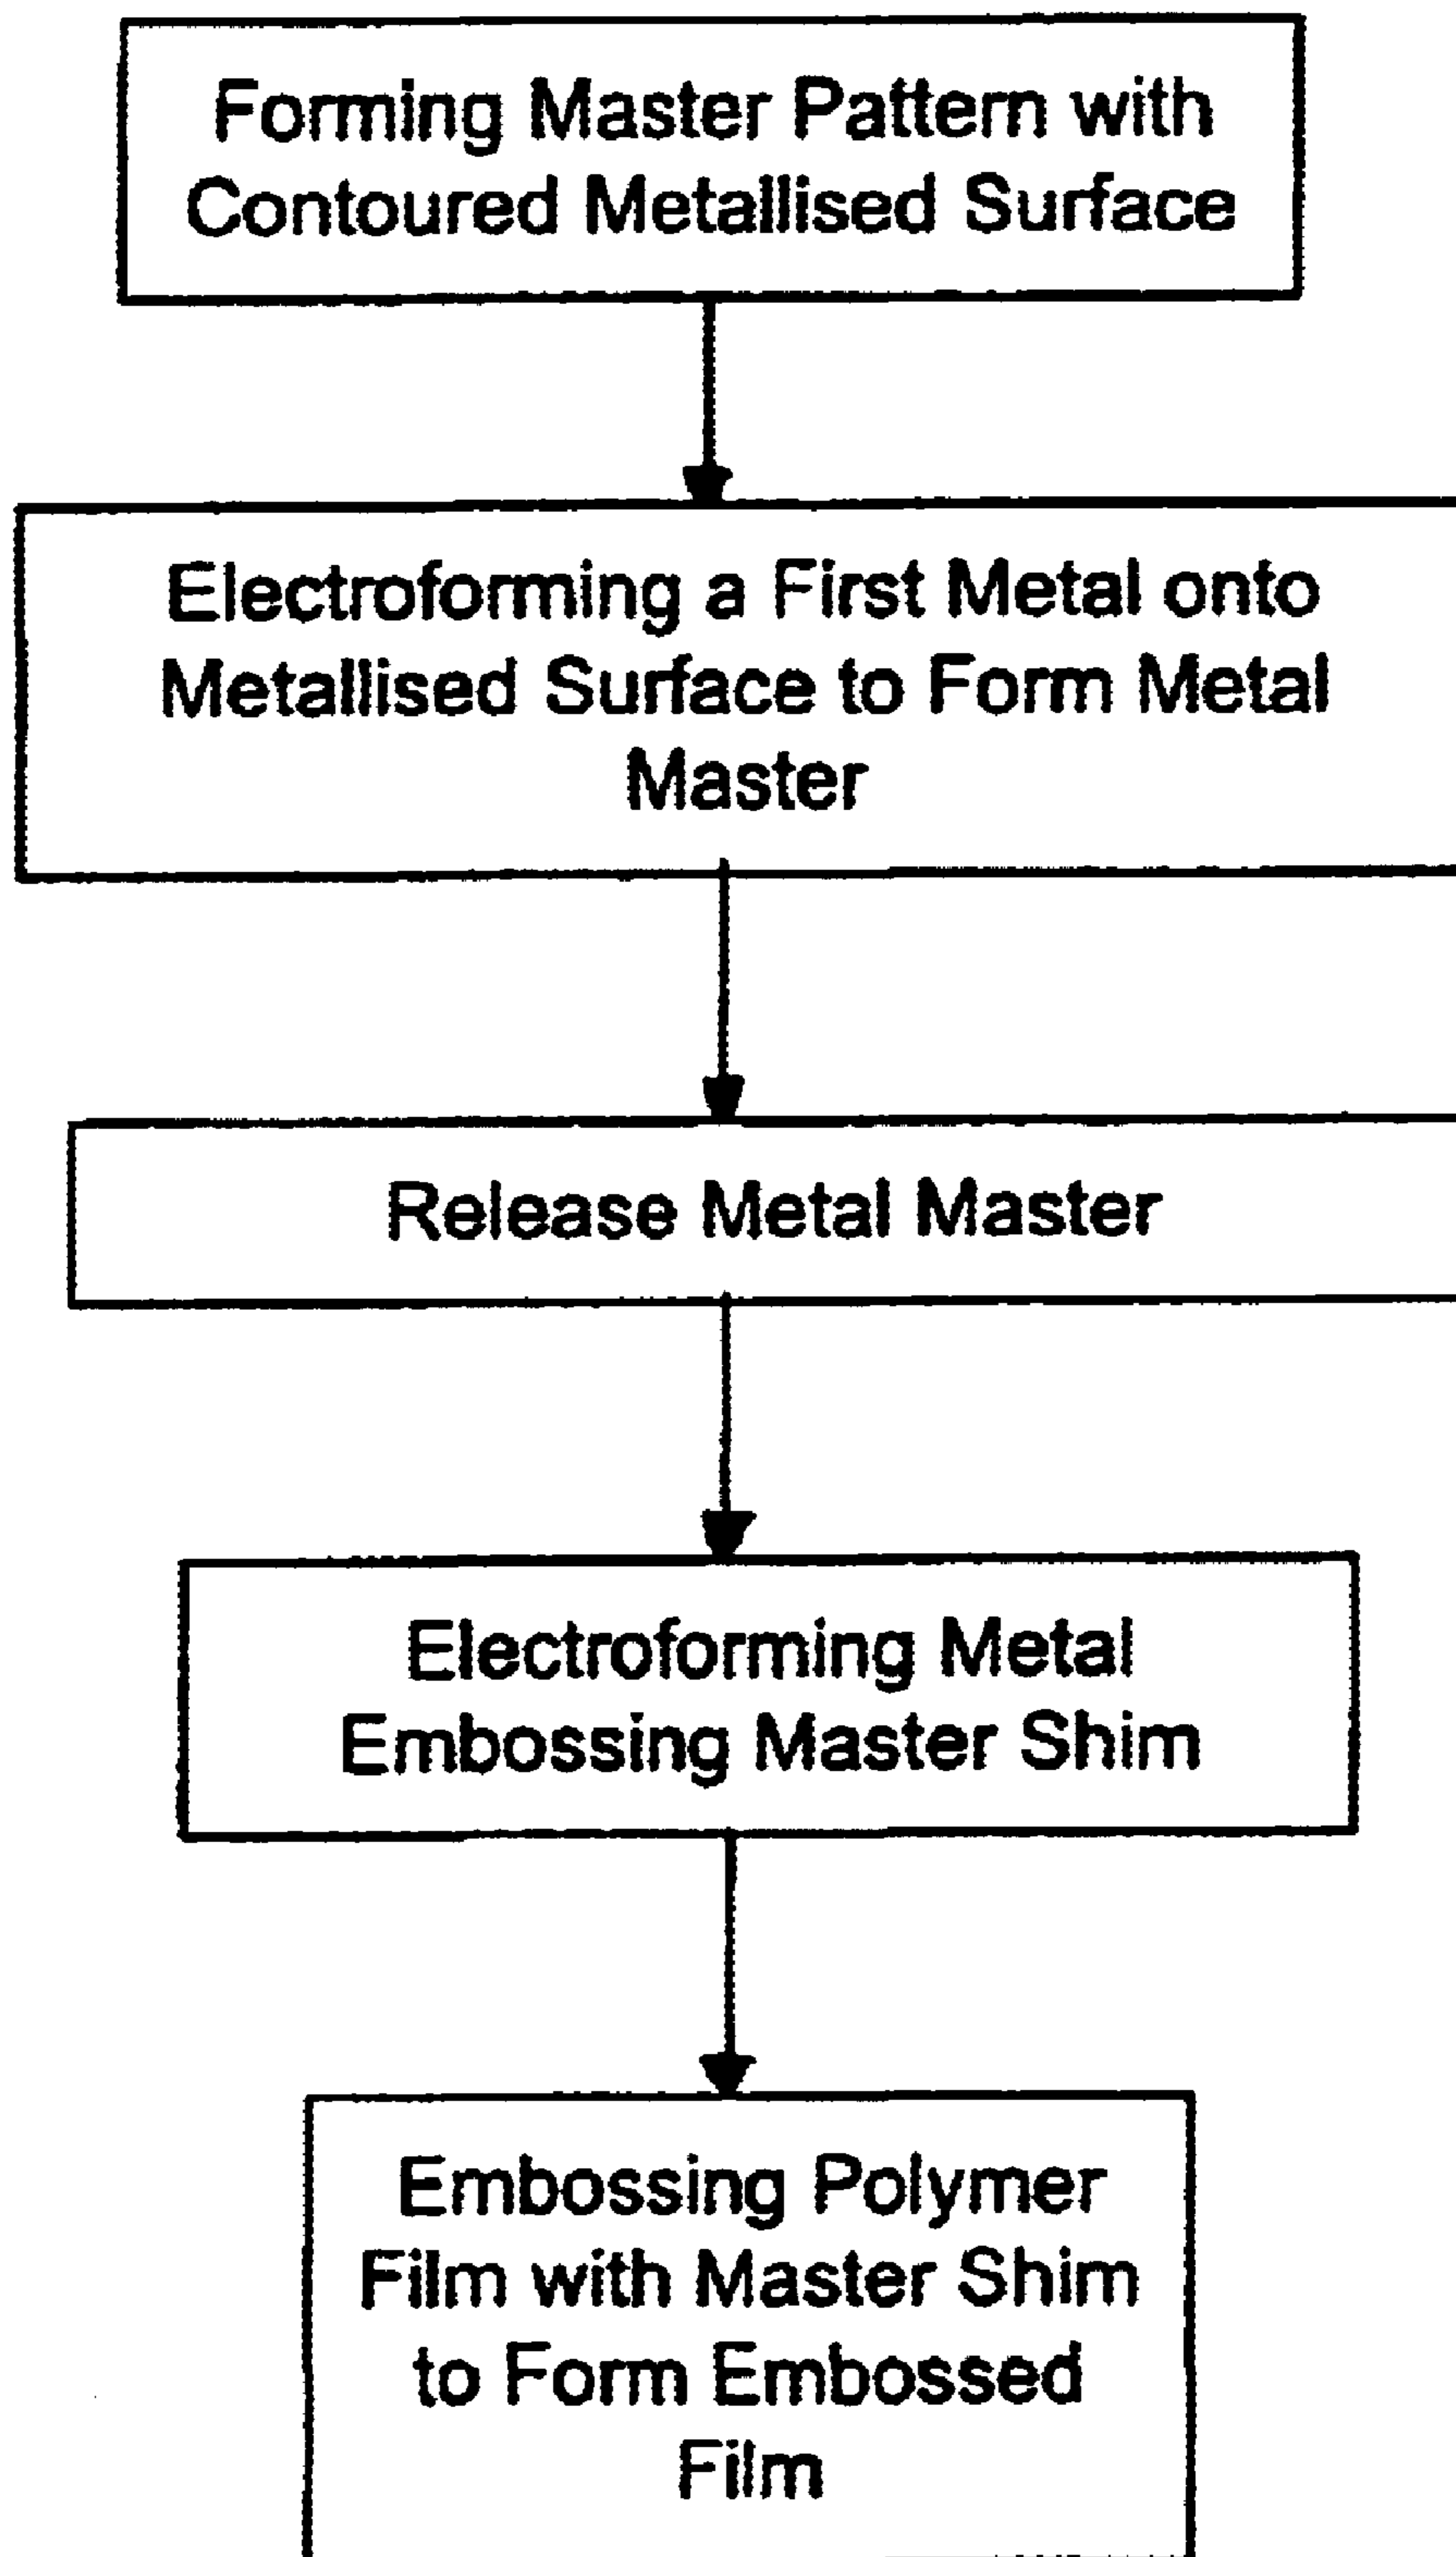 Forming Master Pattern with
Contoured Metallised Surface
Electroforming a First Metal onto
Metallised Surface to Form Metal
Master
Release Metal Master
Electroforming Metal
Embossing Master Shim
Embossing Polymer
Film with Master Shim
to Form Embossed
Film